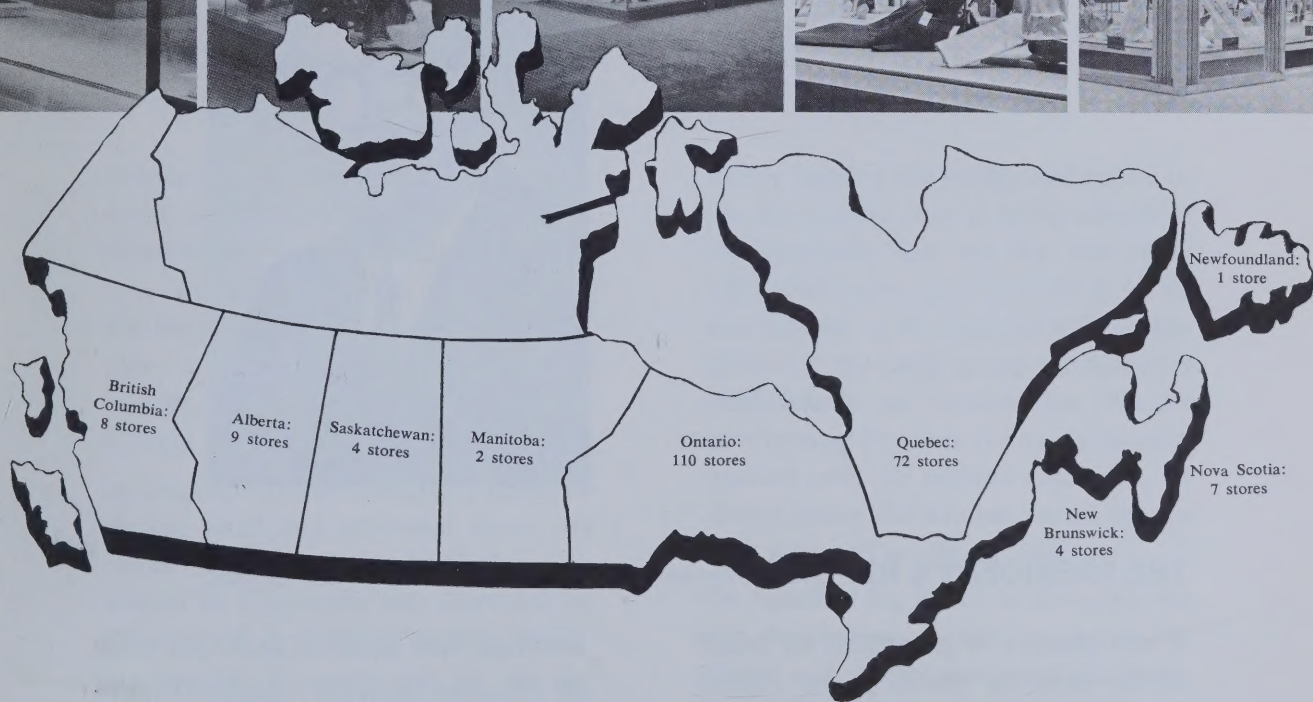 British
Columbia:
8 stores
Alberta:
9 stores
Saskatchewan:
4 stores
Manitoba:
2 stores
Ontario:
110 stores
Quebec:
72 stores
Newfoundland:
1 store
Nova Scotia:
7 stores
New
Brunswick:
4 stores